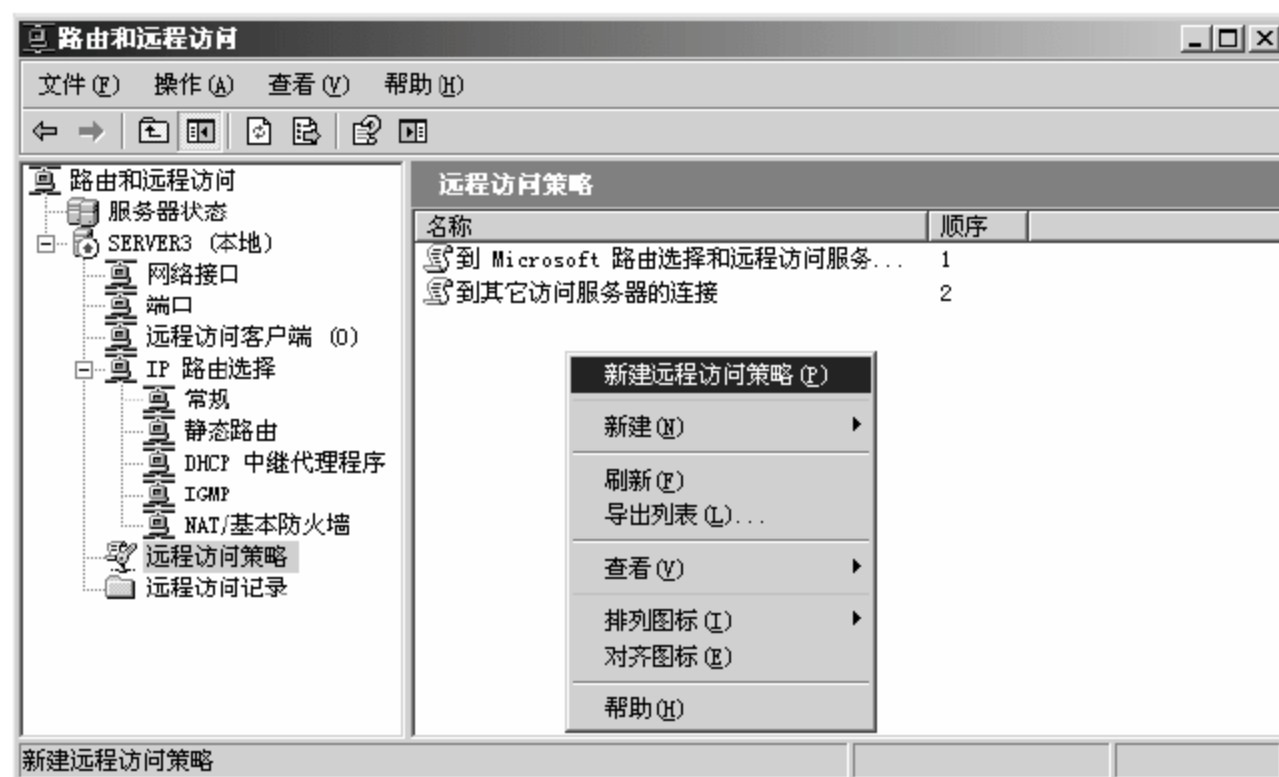 路由和远程访问
文件(F) 操作(A) 查看(V) 帮助(H)
路由和远程访问
服务器状态
SERVER3 (本地)
网络接口
端口
远程访问客户端 (0)
IP 路由选择
常规
静态路由
DHCP 中继代理程序
IGMP
NAT/基本防火墙
远程访问策略
远程访问记录
远程访问策略
名称 顺序
到 Microsoft 路由选择和远程访问服务... 1
到其它访问服务器的连接 2
新建远程访问策略(P)
新建(N)
刷新(F)
导出列表(L)...
查看(V)
排列图标(I)
对齐图标(E)
帮助(H)
新建远程访问策略